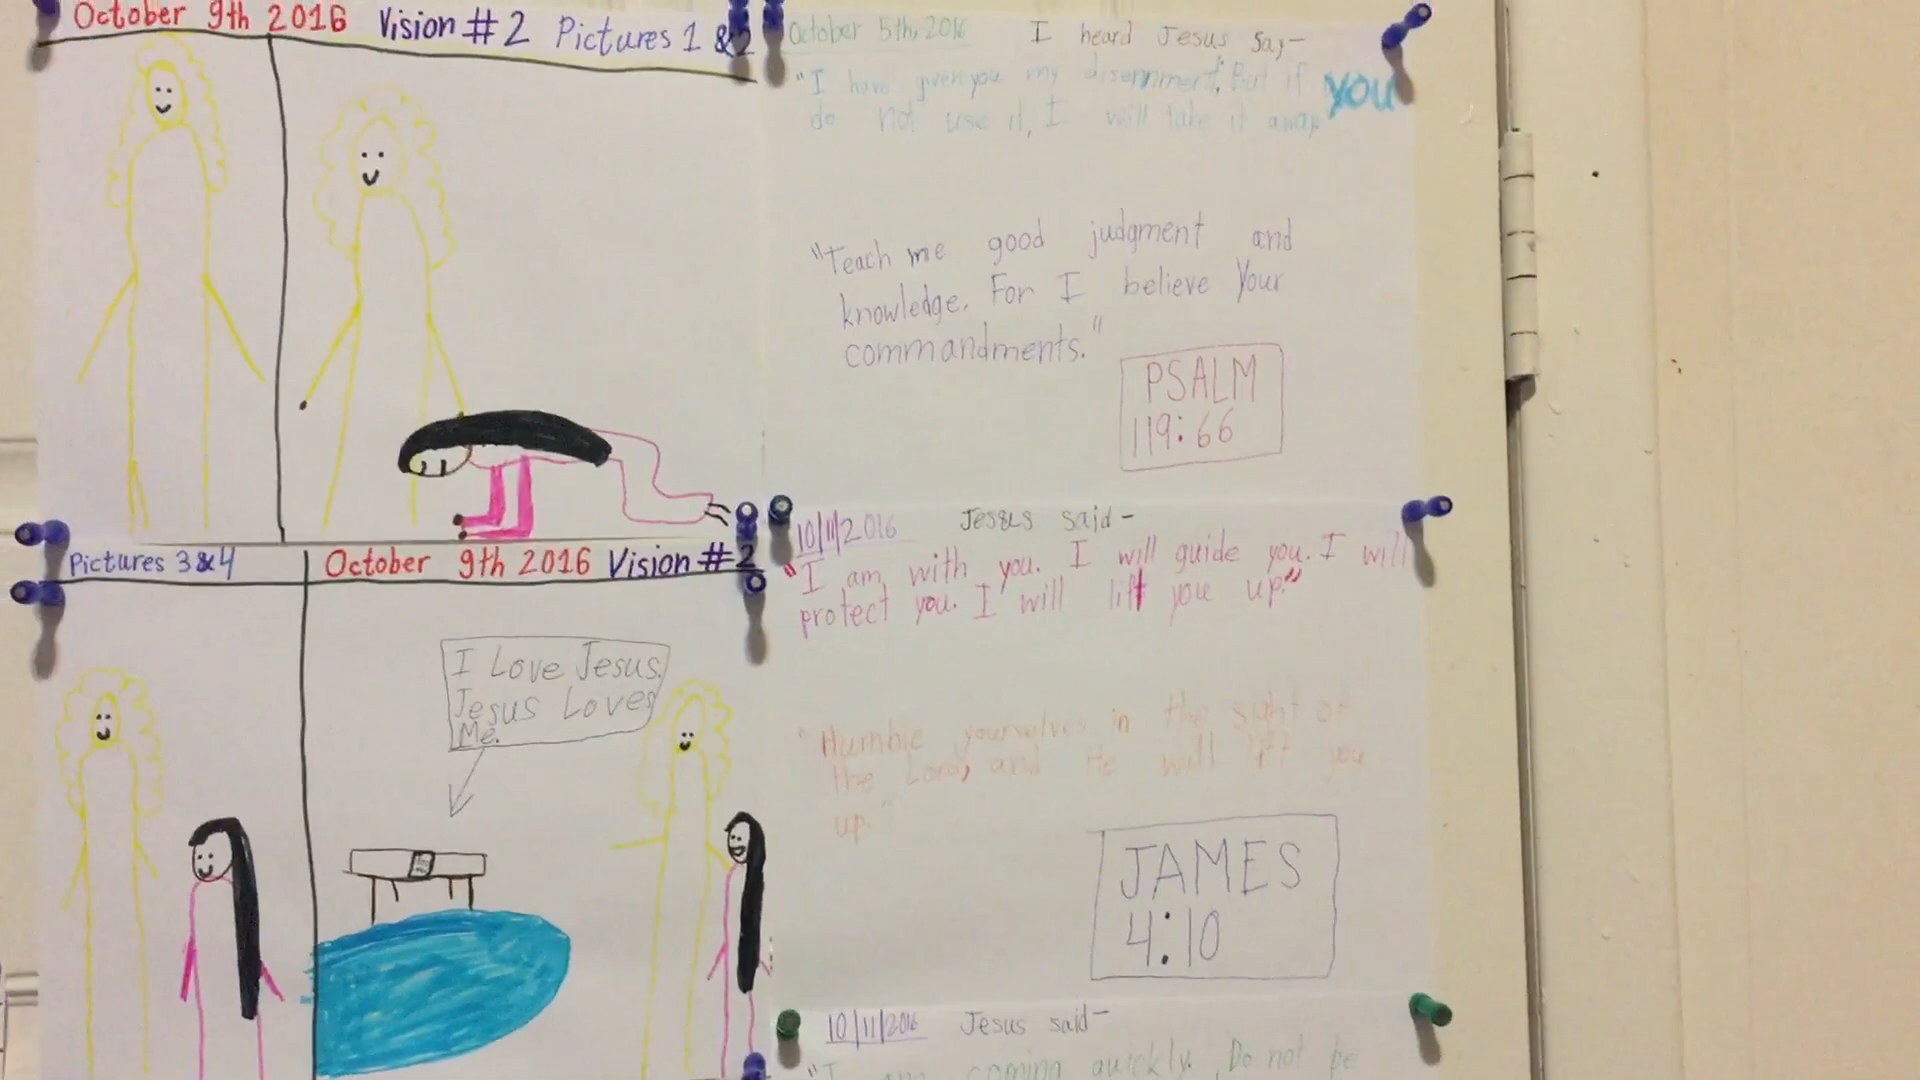 October 9th 2016 Vision #2 Pictures 1 & 2
Pictures 3 & 4 October 9th 2016 Vision #2
I Love Jesus.
Jesus Loves
Me.
October 5th, 2016 I heard Jesus say-
"I have given you my discernment. But if YOU
do not use it, I will take it away
"Teach me good judgment and
knowledge. For I believe Your
commandments."
PSALM
119:66
10/11/2016 Jesus said-
"I am with you. I will guide you. I will
protect you. I will lift you up."
"Humble yourselves in the sight of
the Lord, and He will lift you
up."
JAMES
4:10
10/11/2016 Jesus said-
"I am coming quickly. Do not be